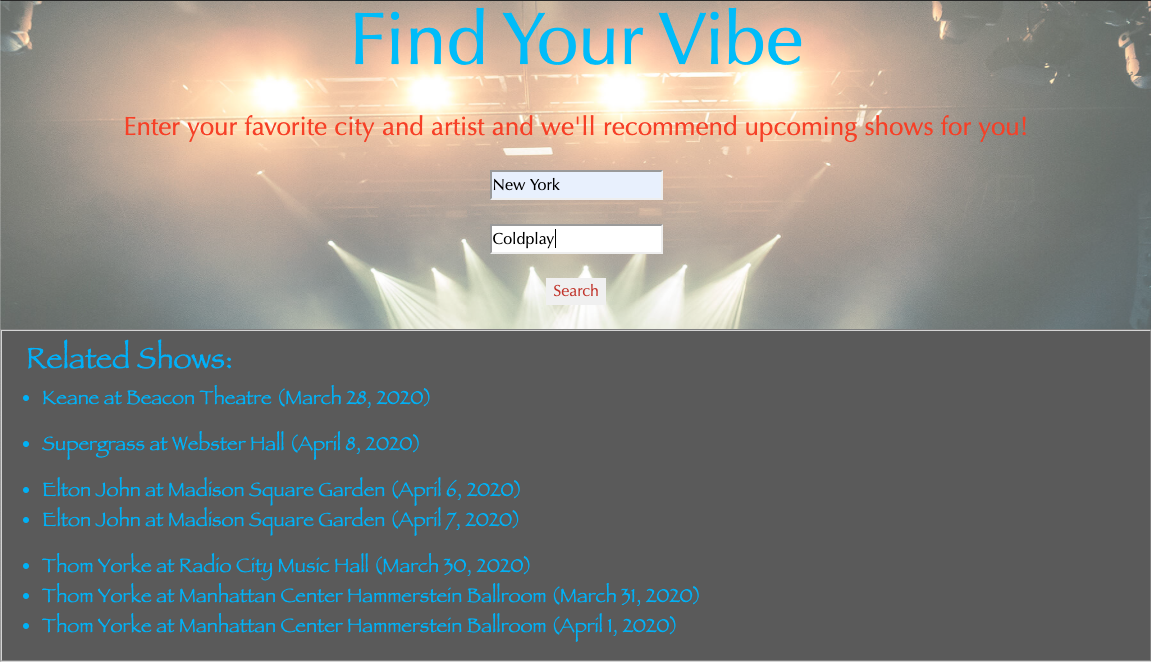 Find Your Vibe
Enter your favorite city and artist and we'll recommend upcoming shows for you!
New York
Coldplay
Search
Related Shows:
• Keane at Beacon Theatre (March 28, 2020)
• Supergrass at Webster Hall (April 8, 2020)
• Elton John at Madison Square Garden (April 6, 2020)
• Elton John at Madison Square Garden (April 7, 2020)
• Thom Yorke at Radio City Music Hall (March 30, 2020)
• Thom Yorke at Manhattan Center Hammerstein Ballroom (March 31, 2020)
• Thom Yorke at Manhattan Center Hammerstein Ballroom (April 1, 2020)